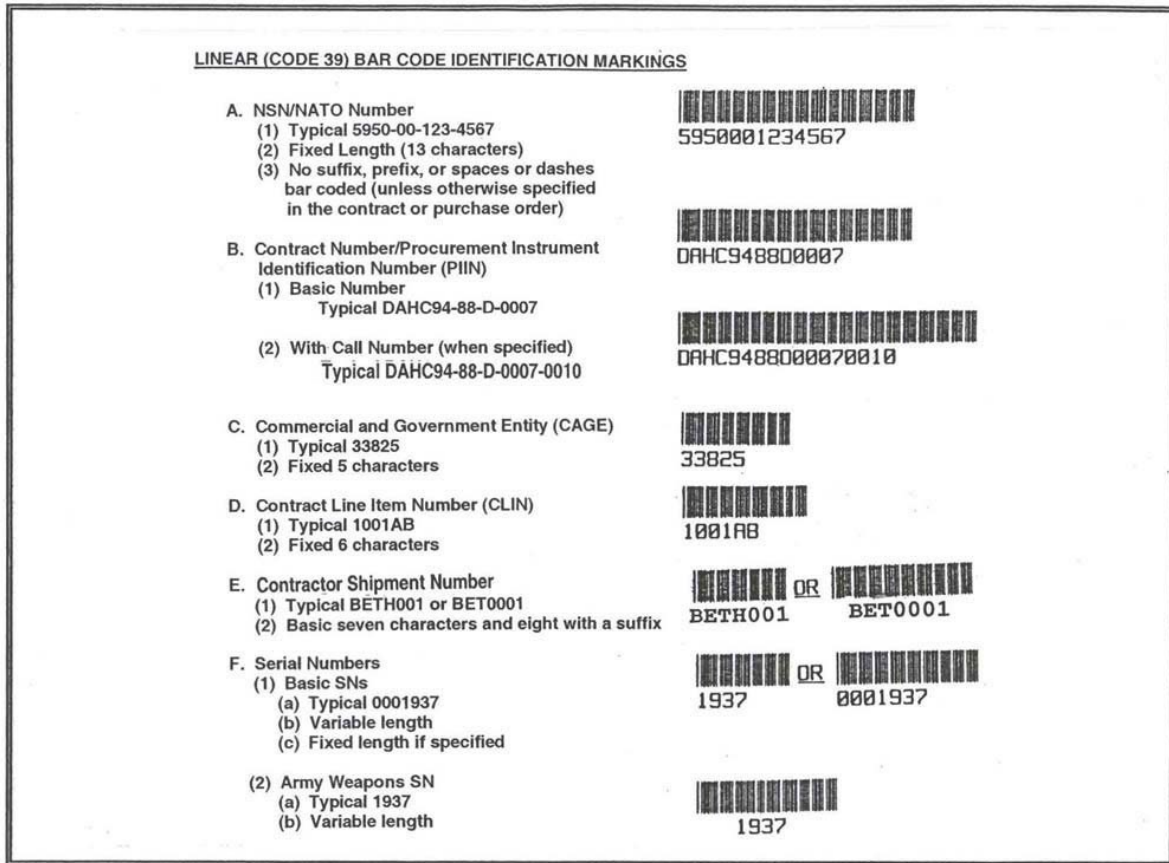 LINEAR (CODE 39) BAR CODE IDENTIFICATION MARKINGS
A. NSN/NATO Number
(1) Typical 5950-00-123-4567
(2) Fixed Length (13 characters)
(3) No suffix, prefix, or spaces or dashes
bar coded (unless otherwise specified
in the contract or purchase order)
5950001234567
B. Contract Number/Procurement Instrument
Identification Number (PIIN)
(1) Basic Number
Typical DAHC94-88-D-0007
DAHC9488D0007
(2) With Call Number (when specified)
Typical DAHC94-88-D-0007-0010
DAHC9488D00070010
C. Commercial and Government Entity (CAGE)
(1) Typical 33825
(2) Fixed 5 characters
33825
D. Contract Line Item Number (CLIN)
(1) Typical 1001AB
(2) Fixed 6 characters
1001AB
E. Contractor Shipment Number
(1) Typical BETH001 or BET0001
(2) Basic seven characters and eight with a suffix
OR
BETH001 BET0001
F. Serial Numbers
(1) Basic SNs
(a) Typical 0001937
(b) Variable length
(c) Fixed length if specified
OR
1937 0001937
(2) Army Weapons SN
(a) Typical 1937
(b) Variable length
1937